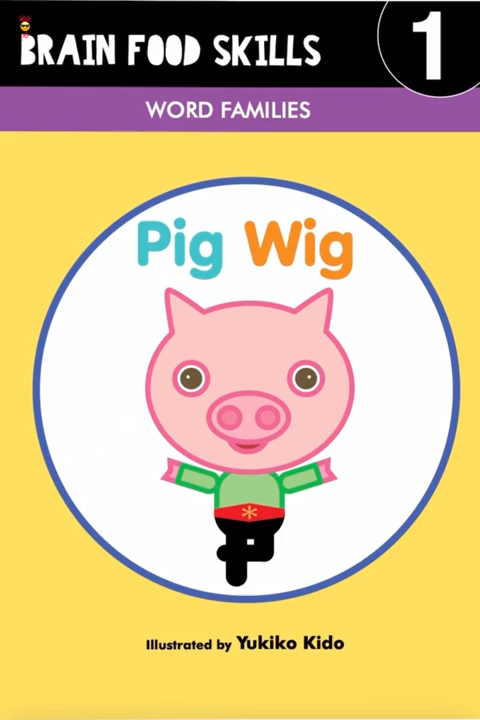 BRAIN FOOD SKILLS
1
WORD FAMILIES
Pig Wig
Illustrated by Yukiko Kido